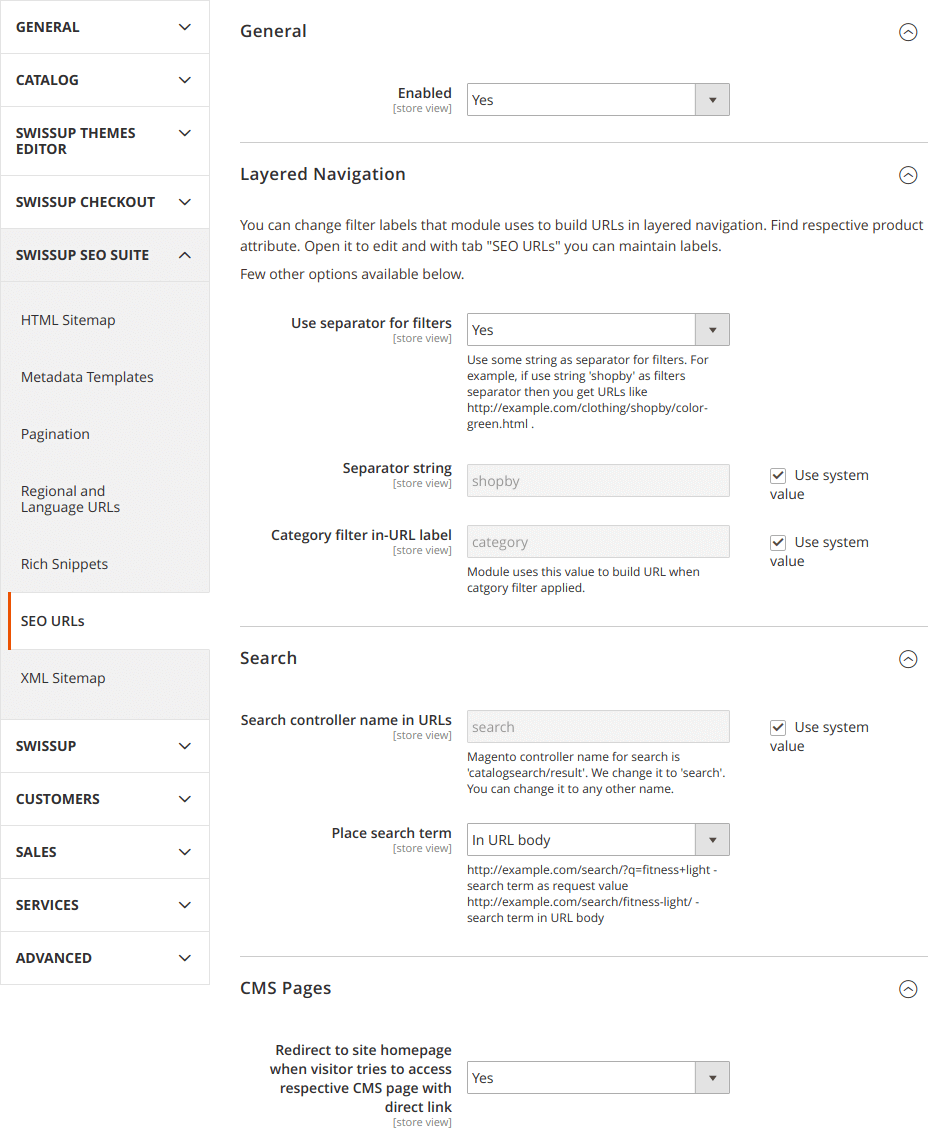 GENERAL
CATALOG
SWISSUP THEMES
EDITOR
SWISSUP CHECKOUT
SWISSUP SEO SUITE
HTML Sitemap
Metadata Templates
Pagination
Regional and
Language URLs
Rich Snippets
SEO URLs
XML Sitemap
SWISSUP
CUSTOMERS
SALES
SERVICES
ADVANCED
General
Enabled
[store view]
Yes
Layered Navigation
You can change filter labels that module uses to build URLs in layered navigation. Find respective product
attribute. Open it to edit and with tab "SEO URLs" you can maintain labels.
Few other options available below.
Use separator for filters
[store view]
Yes
Use some string as separator for filters. For
example, if use string 'shopby' as filters
separator then you get URLs like
http://example.com/clothing/shopby/color-
green.html .
Separator string
[store view]
shopby
Use system
value
Category filter in-URL label
[store view]
category
Use system
value
Module uses this value to build URL when
catgory filter applied.
Search
Search controller name in URLs
[store view]
search
Use system
value
Magento controller name for search is
'catalogsearch/result'. We change it to 'search'.
You can change it to any other name.
Place search term
[store view]
In URL body
http://example.com/search/?q=fitness+light -
search term as request value
http://example.com/search/fitness-light/ -
search term in URL body
CMS Pages
Redirect to site homepage
when visitor tries to access
respective CMS page with
direct link
[store view]
Yes